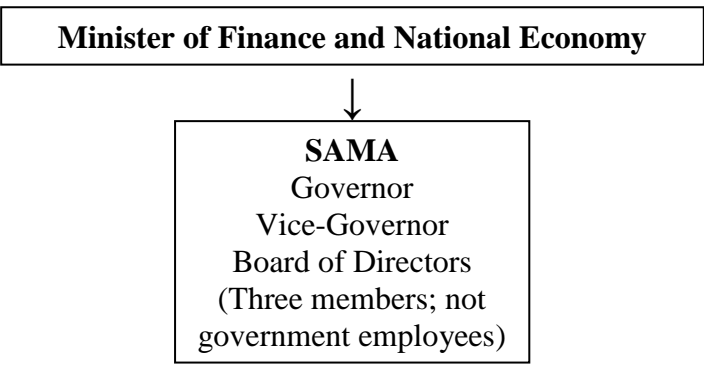 Minister of Finance and National Economy
SAMA
Governor
Vice-Governor
Board of Directors
(Three members; not
government employees)